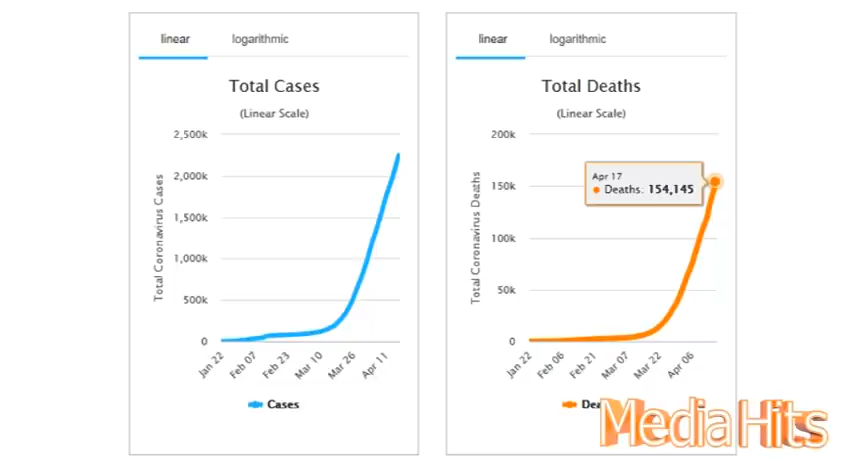 linear logarithmic
Total Cases
(Linear Scale)
Total Coronavirus Cases
2,500k
2,000k
1,500k
1,000k
500k
0
Jan 22 Feb 07 Feb 23 Mar 10 Mar 26 Apr 11
Cases
linear logarithmic
Total Deaths
(Linear Scale)
Total Coronavirus Deaths
200k
150k
100k
50k
0
Apr 17
Deaths: 154,145
Jan 22 Feb 06 Feb 21 Mar 07 Mar 22 Apr 06
MediaHits